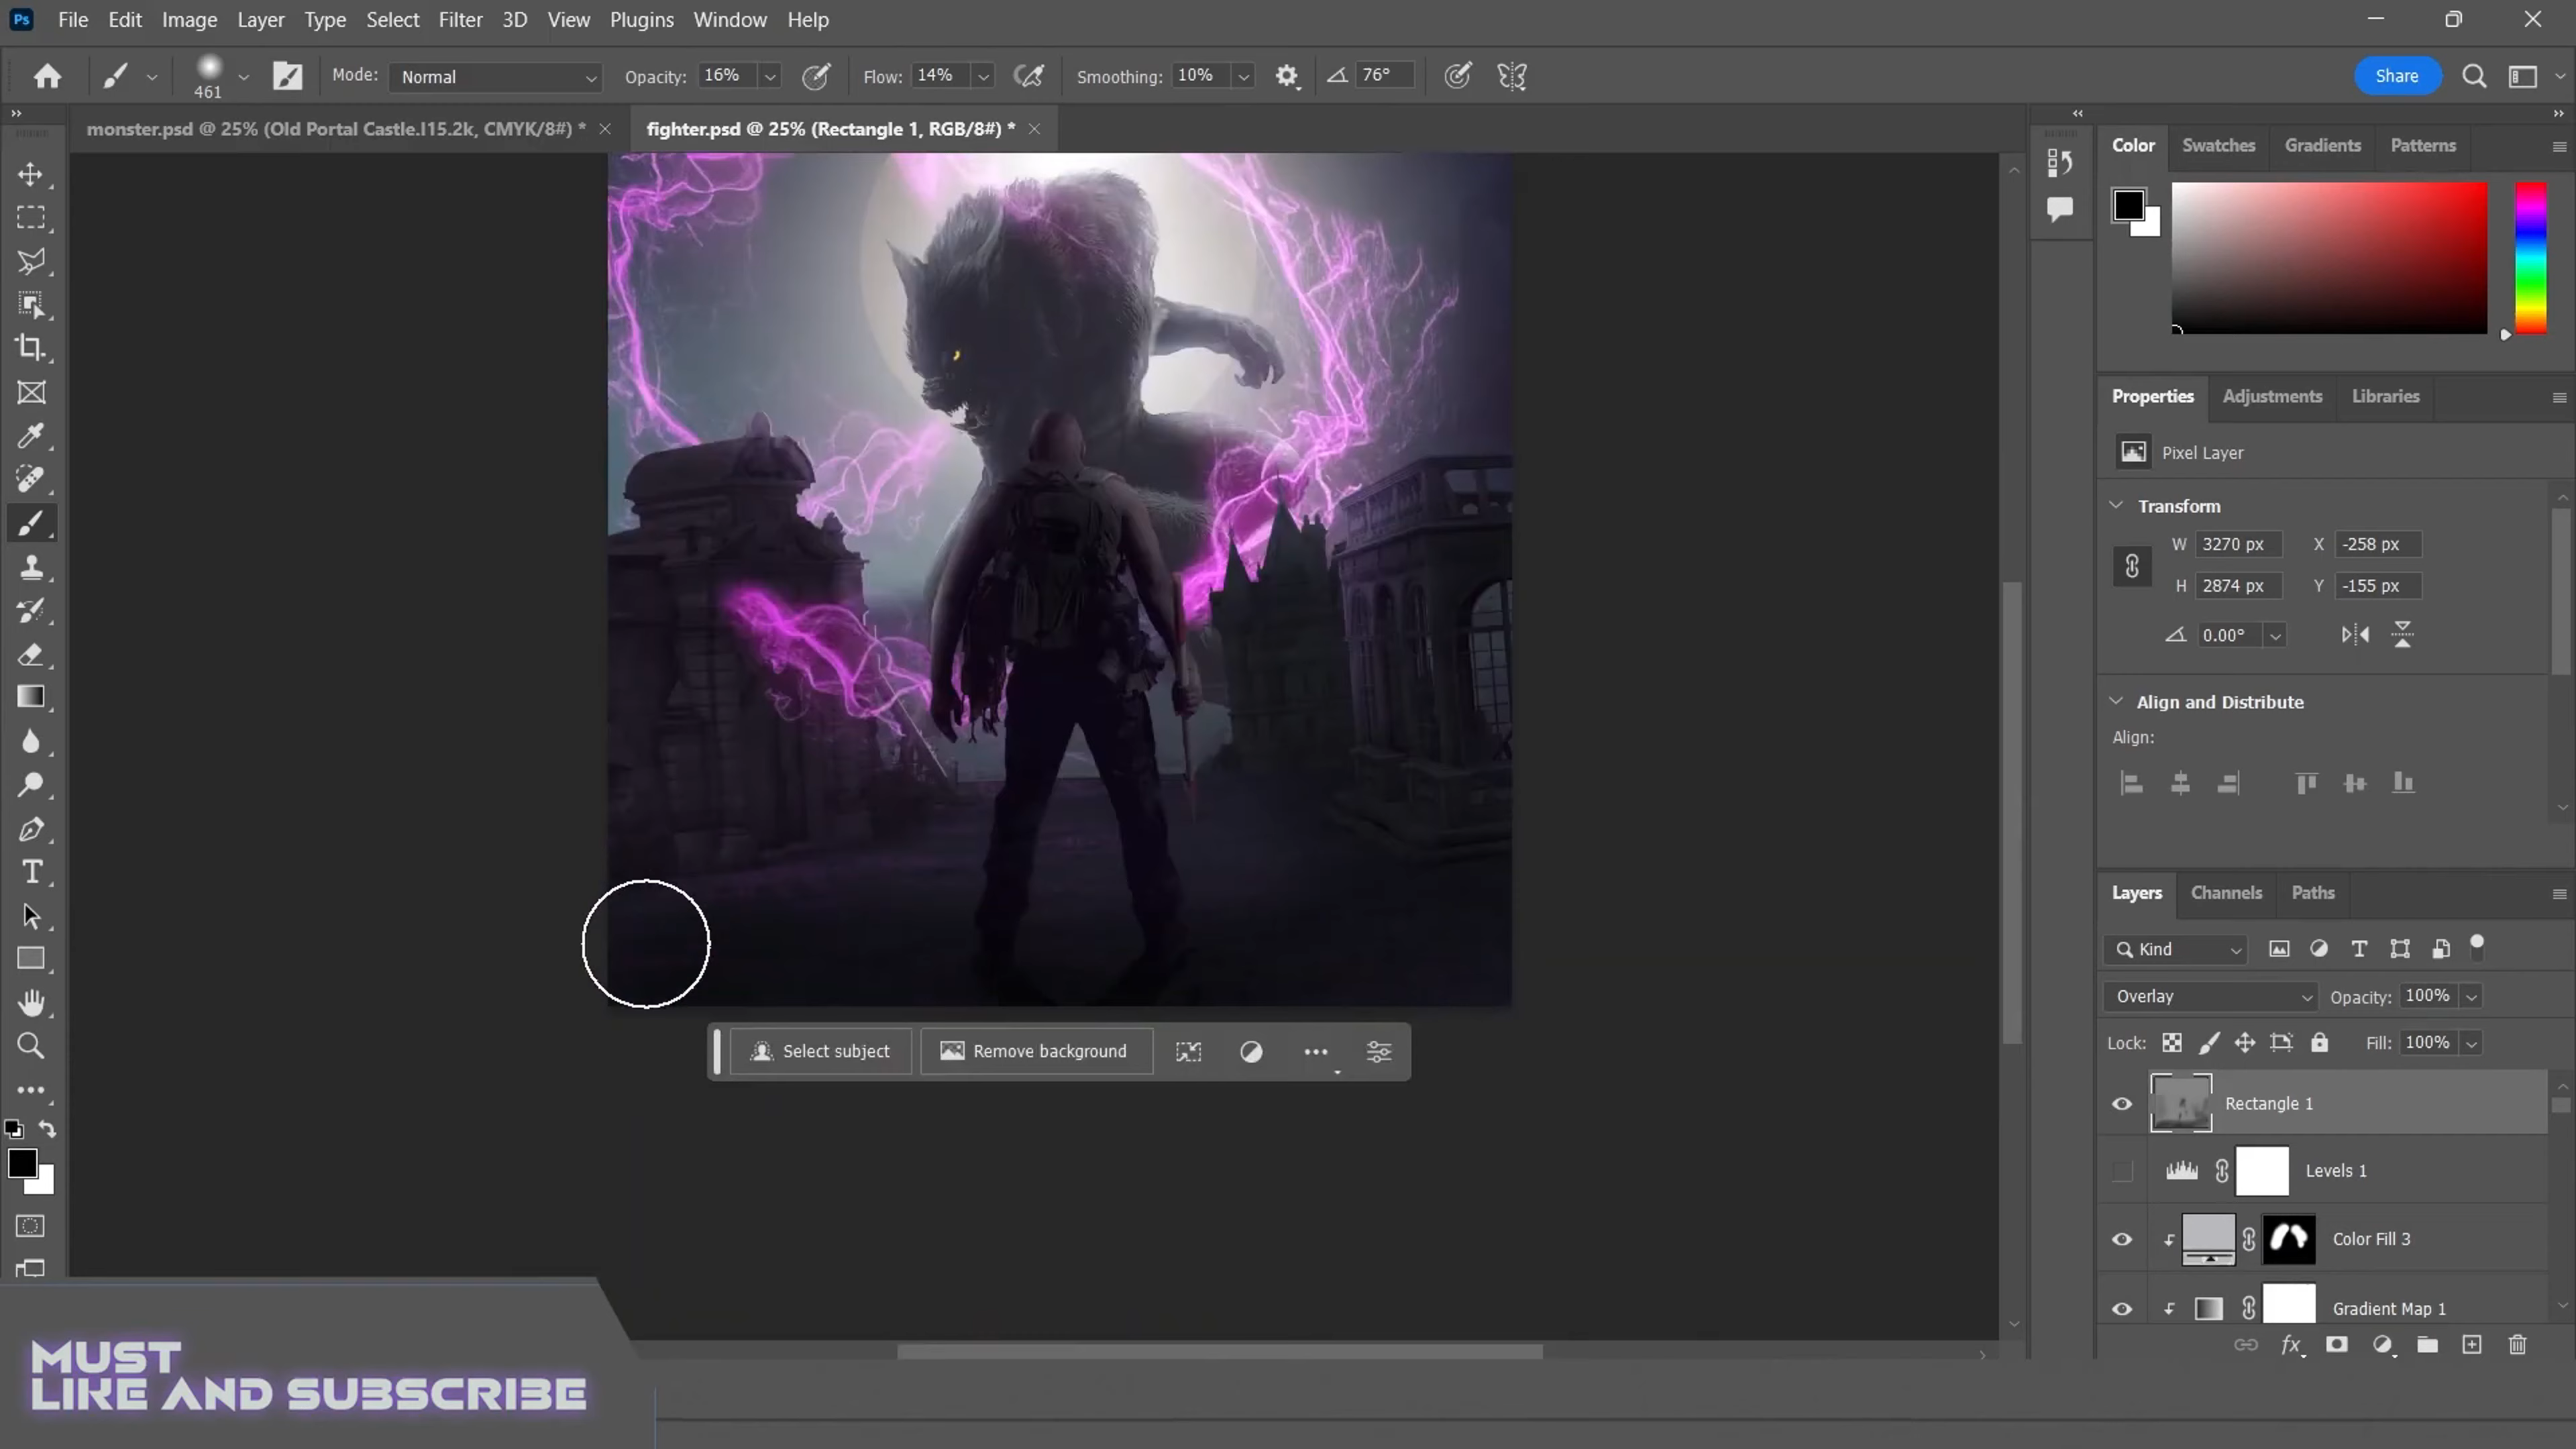 Ps File Edit Image Layer Type Select Filter 3D View Plugins Window Help
461 Mode: Normal Opacity: 16% Flow: 14% Smoothing: 10% 76° Share
monster.psd @ 25% (Old Portal Castle.I15.2k, CMYK/8#) * fighter.psd @ 25% (Rectangle 1, RGB/8#) *
Color Swatches Gradients Patterns
Properties Adjustments Libraries
Pixel Layer
Transform
W 3270 px X -258 px
H 2874 px Y -155 px
0.00°
Align and Distribute
Align:
Layers Channels Paths
Kind
Overlay Opacity: 100%
Lock: Fill: 100%
Rectangle 1
Levels 1
Color Fill 3
Gradient Map 1
Select subject Remove background
MUST
LIKE AND SUBSCRIBE